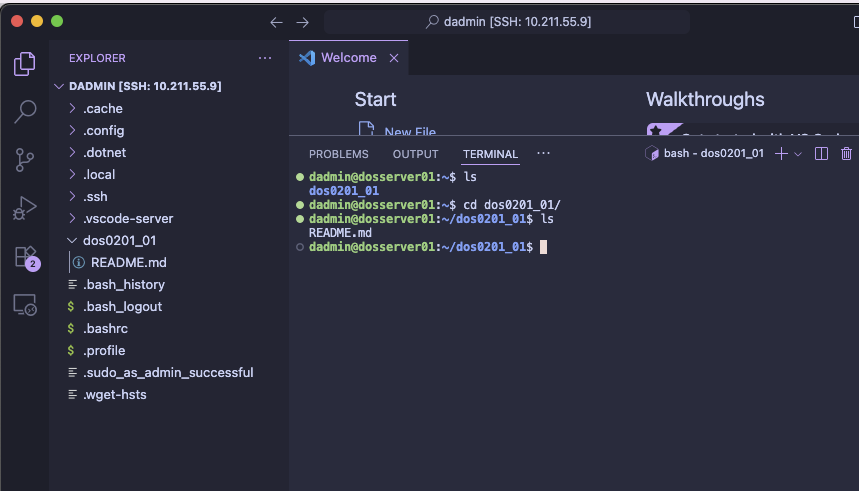 dadmin [SSH: 10.211.55.9]
EXPLORER
DADMIN [SSH: 10.211.55.9]
.cache
.config
.dotnet
.local
.ssh
.vscode-server
dos0201_01
README.md
.bash_history
$ .bash_logout
$ .bashrc
$ .profile
.sudo_as_admin_successful
.wget-hsts
2
Welcome
Start
New File
Walkthroughs
PROBLEMS OUTPUT TERMINAL ··· bash - dos0201_01
dadmin@dosserver01:~$ ls
dos0201_01
dadmin@dosserver01:~$ cd dos0201_01/
dadmin@dosserver01:~/dos0201_01$ ls
README.md
dadmin@dosserver01:~/dos0201_01$